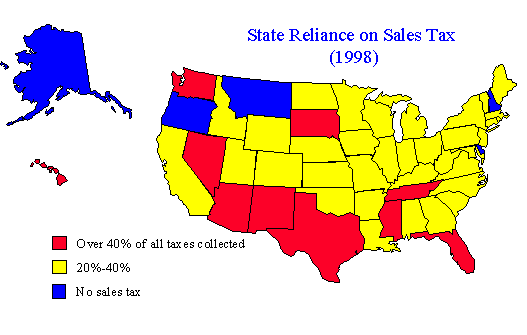 State Reliance on Sales Tax
(1998)
Over 40% of all taxes collected
20%-40%
No sales tax